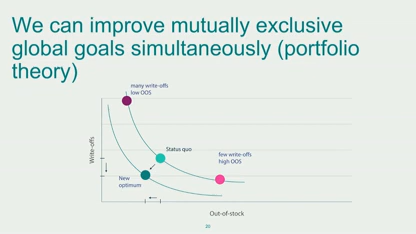 We can improve mutually exclusive
global goals simultaneously (portfolio
theory)
many write-offs
low OOS
Write-offs
Status quo
few write-offs
high OOS
New
optimum
Out-of-stock